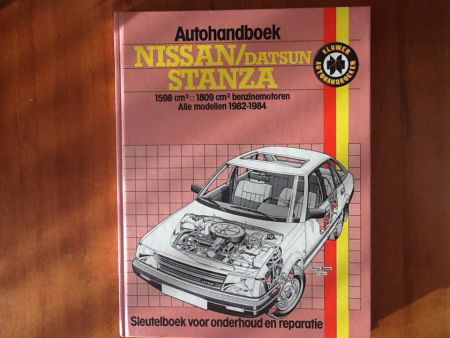 Autohandboek
NISSAN/DATSUN
STANZA
1598 cm³ □ 1809 cm³ benzinemotoren
Alle modellen 1982-1984
KLUWER
AUTOHANDBOEKEN
Sleutelboek voor onderhoud en reparatie